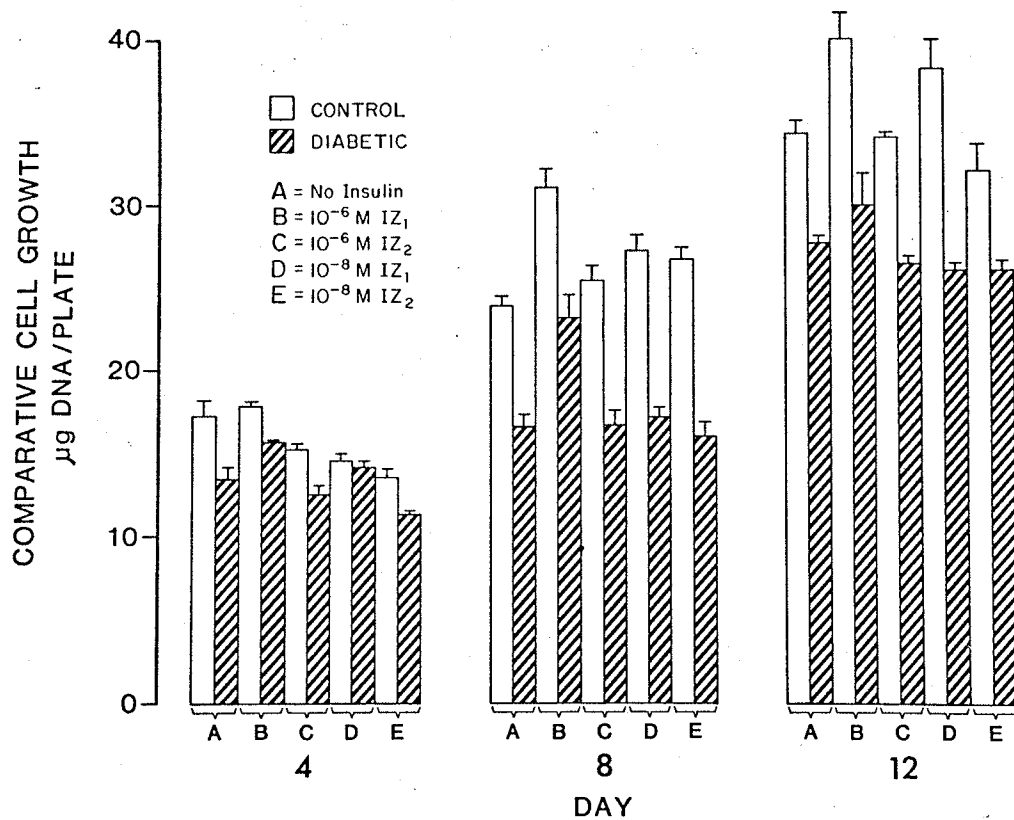 COMPARATIVE CELL GROWTH
µg DNA/PLATE
40
30
20
10
0
CONTROL
DIABETIC
A = No Insulin
B = 10⁻⁶ M IZ₁
C = 10⁻⁶ M IZ₂
D = 10⁻⁸ M IZ₁
E = 10⁻⁸ M IZ₂
A B C D E A B C D E A B C D E
4 8 12
DAY